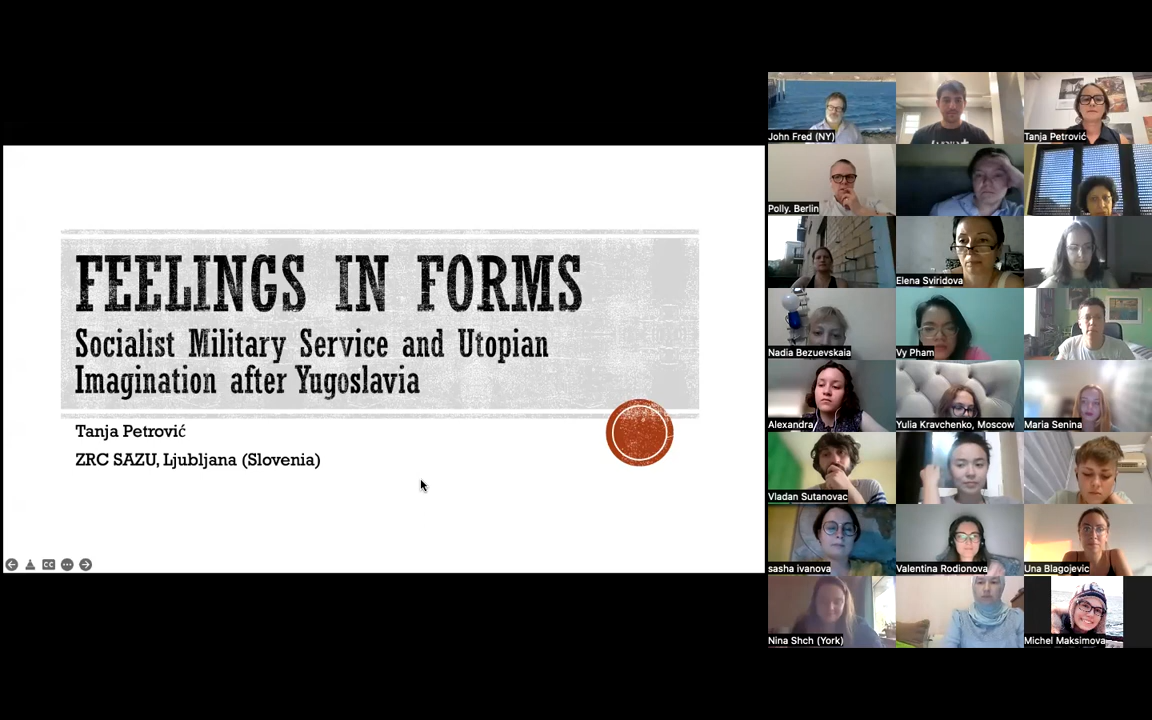 FEELINGS IN FORMS
Socialist Military Service and Utopian
Imagination after Yugoslavia
Tanja Petrović
ZRC SAZU, Ljubljana (Slovenia)
CC
John Fred (NY)
Tanja Petrović
Polly. Berlin
Elena Sviridova
Nadia Bezuevskaia
Vy Pham
Alexandra
Yulia Kravchenko, Moscow
Maria Senina
Vladan Sutanovac
sasha ivanova
Valentina Rodionova
Una Blagojevic
Nina Shch (York)
Michel Maksimova